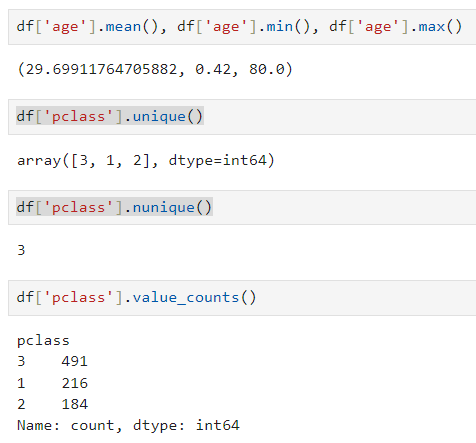 df['age'].mean(), df['age'].min(), df['age'].max()
(29.69911764705882, 0.42, 80.0)
df['pclass'].unique()
array([3, 1, 2], dtype=int64)
df['pclass'].nunique()
3
df['pclass'].value_counts()
pclass
3    491
1    216
2    184
Name: count, dtype: int64